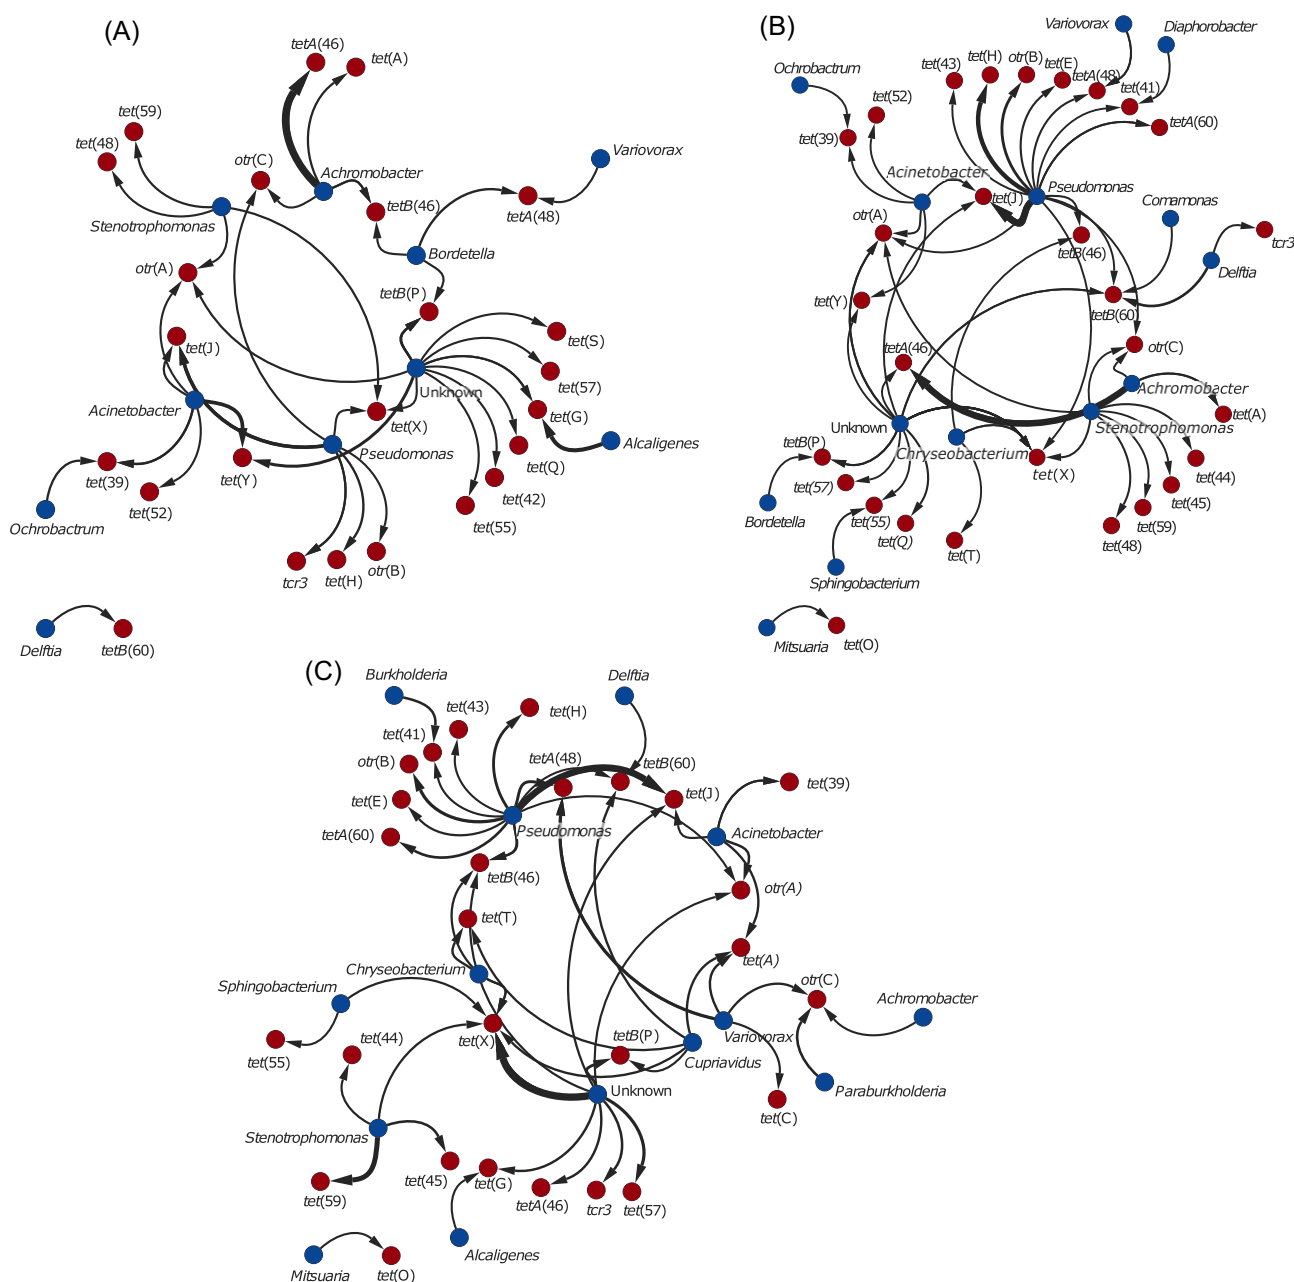 (A)
tetA(46)
tet(A)
tet(59)
tet(48)
otr(C)
Achromobacter
Variovorax
tetB(46)
tetA(48)
Stenotrophomonas
Bordetella
otr(A)
tetB(P)
tet(J)
tet(S)
tet(57)
Unknown
Acinetobacter
tet(X)
tet(G)
Alcaligenes
Pseudomonas
tet(Q)
tet(39)
tet(Y)
tet(42)
tet(52)
Ochrobactrum
tet(55)
tcr3
tet(H)
otr(B)
Delftia
tetB(60)
(B)
Variovorax
Diaphorobacter
Ochrobactrum
tet(43)
tet(H)
otr(B)
tet(E)
tetA(48)
tet(41)
tet(52)
tetA(60)
tet(39)
Acinetobacter
tet(J)
Pseudomonas
Comamonas
otr(A)
tetB(46)
tcr3
Delftia
tet(Y)
tetB(60)
tetA(46)
otr(C)
Achromobacter
tet(A)
Unknown
Stenotrophomonas
tetB(P)
Chryseobacterium
tet(X)
tet(44)
tet(57)
tet(45)
Bordetella
tet(55)
tet(59)
tet(Q)
tet(48)
tet(T)
Sphingobacterium
Mitsuaria
tet(O)
(C)
Burkholderia
Delftia
tet(43)
tet(H)
tet(41)
otr(B)
tetA(48)
tetB(60)
tet(J)
tet(39)
tet(E)
Pseudomonas
Acinetobacter
tetA(60)
tetB(46)
otr(A)
tet(T)
tet(A)
Chryseobacterium
Sphingobacterium
otr(C)
Achromobacter
tet(44)
tet(X)
tetB(P)
Variovorax
tet(55)
Cupriavidus
Unknown
Paraburkholderia
tet(C)
Stenotrophomonas
tet(59)
tet(45)
tet(G)
tetA(46)
tcr3
tet(57)
Alcaligenes
Mitsuaria
tet(O)